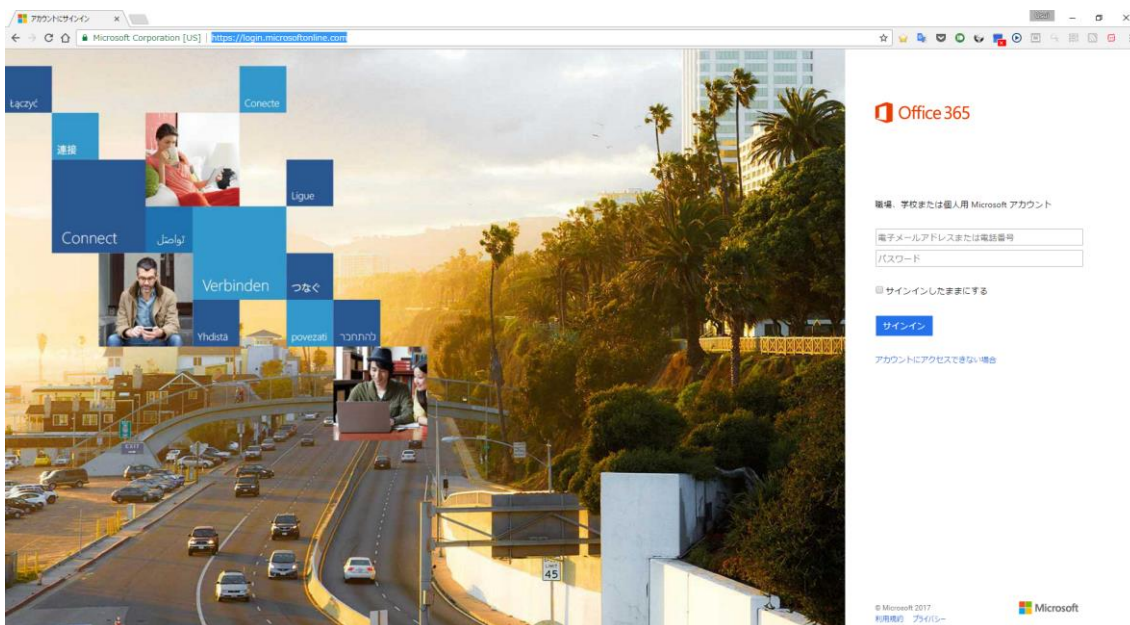 アカウントにサインイン
Microsoft Corporation [US] | https://login.microsoftonline.com
Łączyć
Conecte
連接
Ligue
Connect
تواصل
Verbinden
つなぐ
Yhdistä
povezati
להתחבר
EXIT
LIMIT
45
Office 365
職場、学校または個人用 Microsoft アカウント
電子メールアドレスまたは電話番号
パスワード
サインインしたままにする
サインイン
アカウントにアクセスできない場合
© Microsoft 2017
利用規約 プライバシー
Microsoft